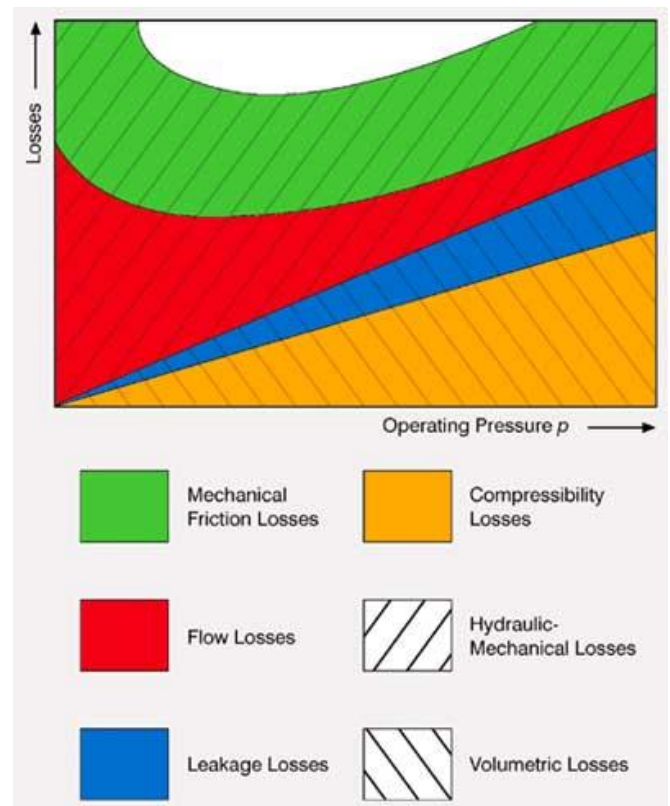 Losses
Operating Pressure p
Mechanical
Friction Losses
Compressibility
Losses
Flow Losses
Hydraulic-
Mechanical Losses
Leakage Losses
Volumetric Losses